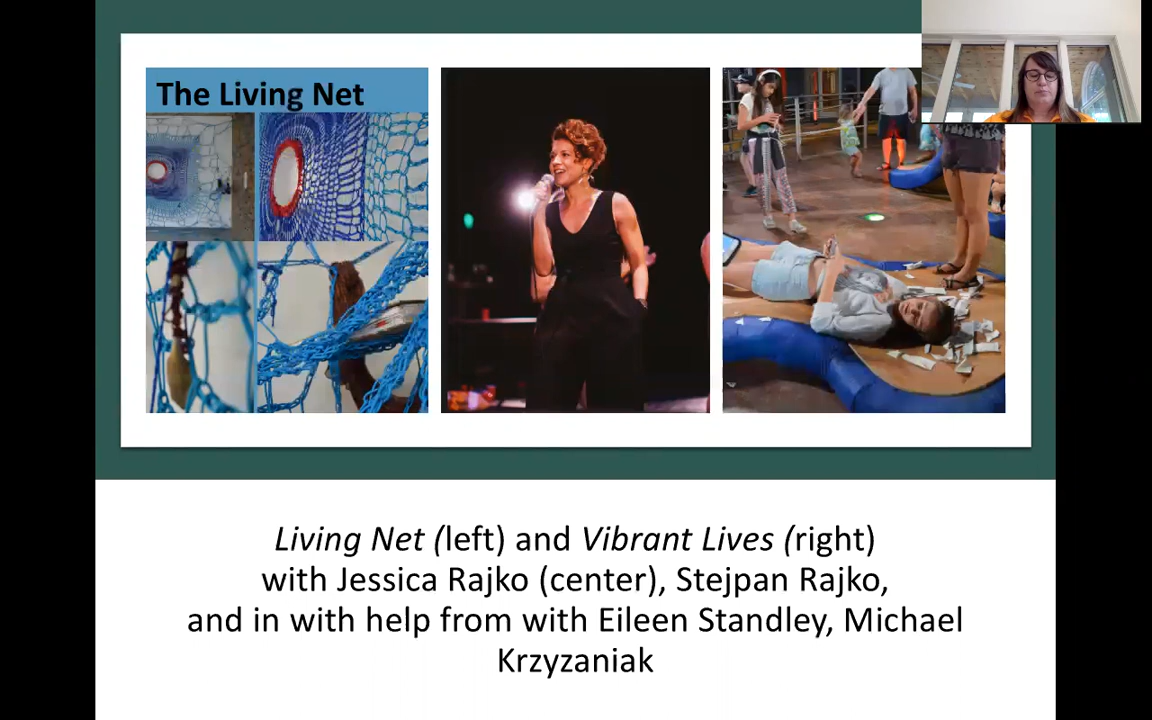 The Living Net
Living Net (left) and Vibrant Lives (right)
with Jessica Rajko (center), Stejpan Rajko,
and in with help from with Eileen Standley, Michael
Krzyzaniak